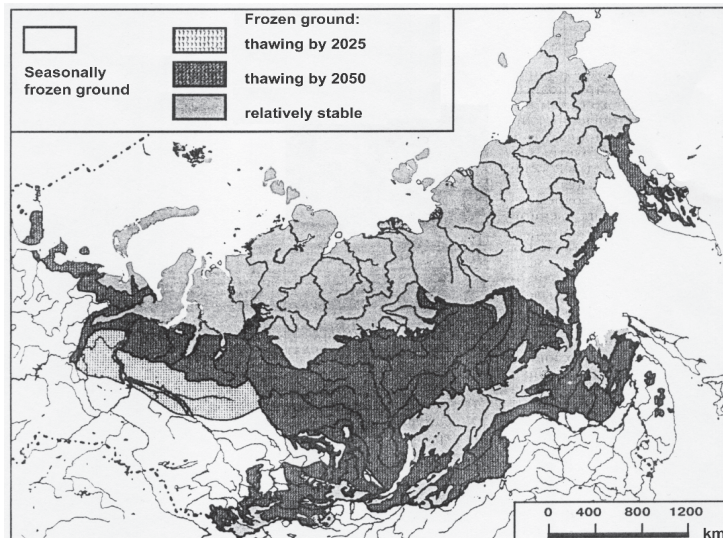 Frozen ground:
thawing by 2025
Seasonally
frozen ground
thawing by 2050
relatively stable
0 400 800 1200
km